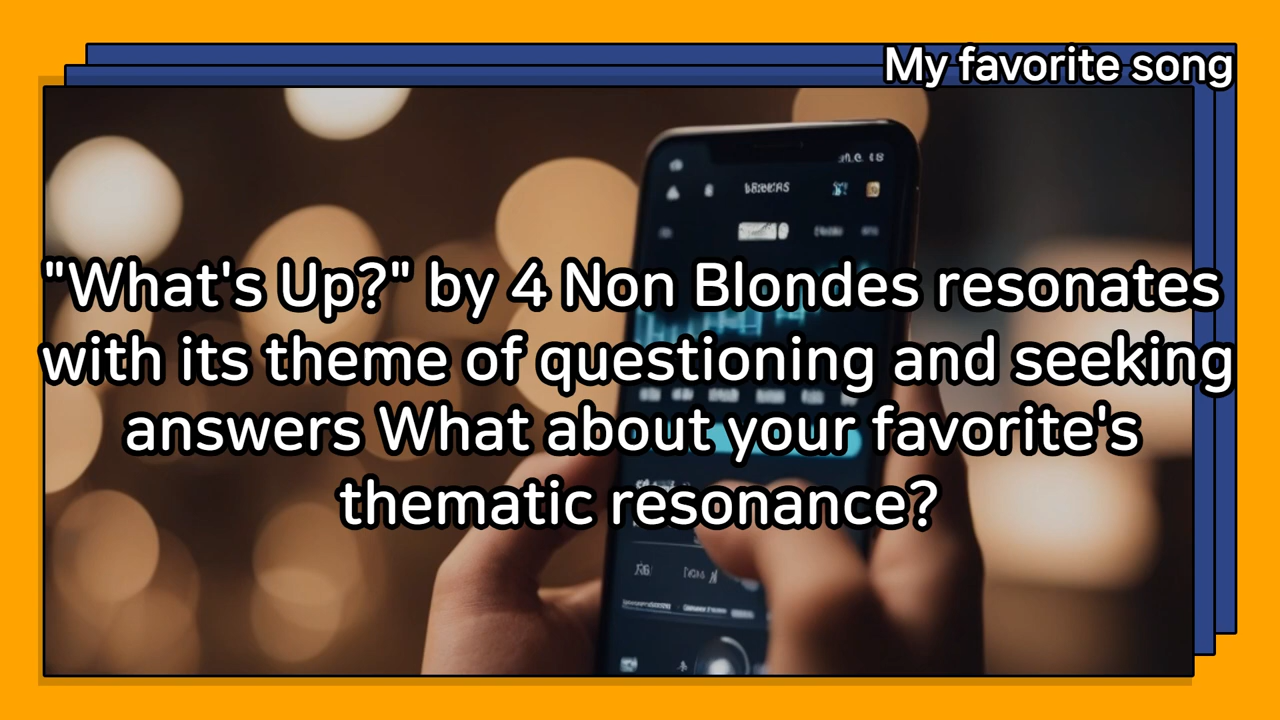 My favorite song
"What's Up?" by 4 Non Blondes resonates
with its theme of questioning and seeking
answers What about your favorite's
thematic resonance?